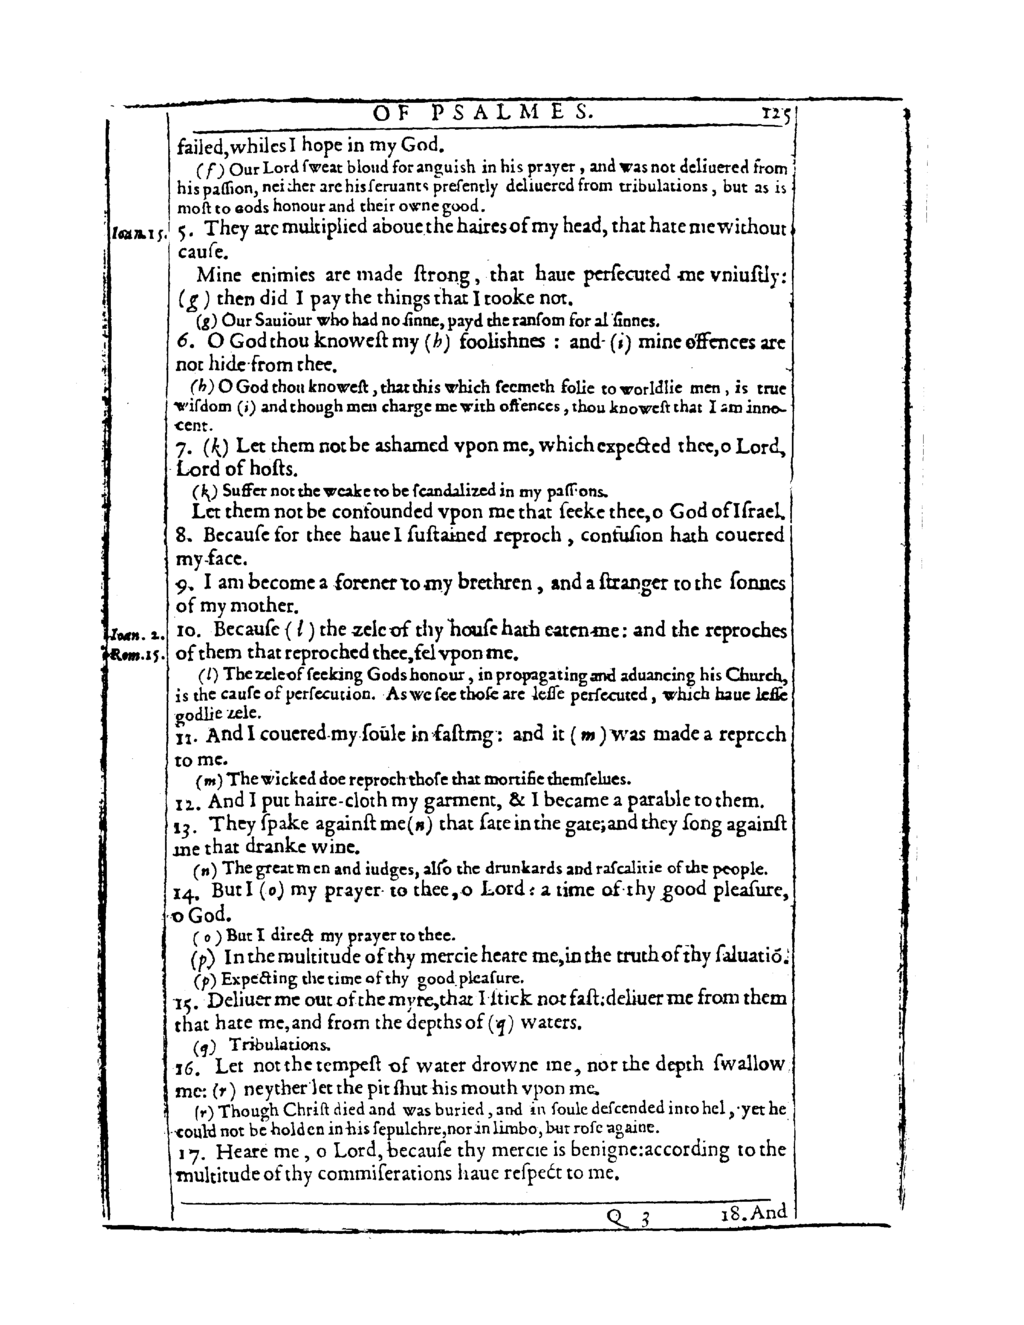 OF PSALMES. 125
failed,whiles I hope in my God.
(f) Our Lord ſweat bloud for anguish in his prayer, and was not deliuered from
his paſſion, neither are his ſeruants preſently deliuered from tribulations, but as is
moſt to Gods honour and their owne good.
Ioan.15. 5. They are multiplied aboue the haires of my head, that hate me without
cauſe.
Mine enimies are made ſtrong, that haue perſecuted me vniuſtly:
(g) then did I pay the things that I tooke not.
(g) Our Sauiour who had no ſinne, payd the ranſom for al ſinnes.
6. O God thou knoweſt my (h) foolishnes : and (i) mine offences are
not hide from thee.
(h) O God thou knoweſt, that this which ſeemeth folie to worldlie men, is true
wiſdom (i) and though men charge me with offences, thou knoweſt that I am inno-
cent.
7. (k) Let them not be ashamed vpon me, which expected thee,o Lord,
Lord of hoſts.
(k) Suffer not the weake to be ſcandalized in my paſſions.
Let them not be confounded vpon me that ſeeke thee,o God of Iſrael.
8. Becauſe for thee haue I ſuſtained reproch, confuſion hath couered
my face.
9. I am become a forener to my brethren, and a ſtranger to the ſonnes
of my mother.
Ioan. 2. 10. Becauſe (l) the zele of thy houſe hath eaten me: and the reproches
Rom.15. of them that reproched thee,fel vpon me.
(l) The zele of ſeeking Gods honour, in propagating and aduancing his Church,
is the cauſe of perſecution. As we ſee thoſe are leſſe perſecuted, which haue leſſe
godlie zele.
11. And I couered my ſoule in faſting: and it (m) was made a reproch
to me.
(m) The wicked doe reproch thoſe that mortifie themſelues.
12. And I put haire-cloth my garment, & I became a parable to them.
13. They ſpake againſt me(n) that ſate in the gate;and they ſong againſt
me that dranke wine.
(n) The great men and iudges, alſo the drunkards and raſcalitie of the people.
14. But I (o) my prayer to thee,o Lord: a time of thy good pleaſure,
o God.
(o) But I direct my prayer to thee.
(p) In the multitude of thy mercie heare me,in the truth of thy ſaluatiō.
(p) Expecting the time of thy good pleaſure.
15. Deliuer me out of the myre,that I ſtick not faſt:deliuer me from them
that hate me,and from the depths of (q) waters.
(q) Tribulations.
16. Let not the tempeſt of water drowne me, nor the depth ſwallow
me: (r) neyther let the pit ſhut his mouth vpon me.
(r) Though Chriſt died and was buried, and in ſoule deſcended into hel, yet he
could not be holden in his ſepulchre,nor in limbo, but roſe againe.
17. Heare me, o Lord, becauſe thy mercie is benigne:according to the
multitude of thy commiſerations haue reſpect to me.
Q 3 18. And